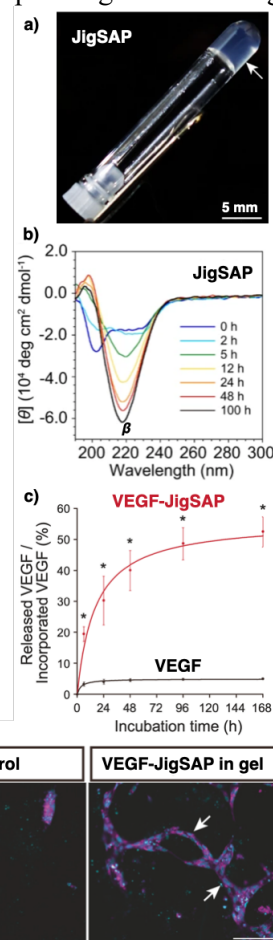 a)
JigSAP
5 mm
b)
2.0
JigSAP
0.0
-2.0
-4.0
-6.0
[θ] (10⁴ deg cm² dmol⁻¹)
0 h
2 h
5 h
12 h
24 h
48 h
100 h
β
200 220 240 260 280 300
Wavelength (nm)
c)
60
VEGF-JigSAP
50
40
30
20
10
0
Released VEGF /
Incorporated VEGF (%)
* * * * *
VEGF
0 24 48 72 96 120 144 168
Incubation time (h)
rol
VEGF-JigSAP in gel